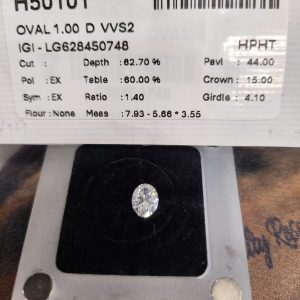 H50101
OVAL 1.00 D VVS2
IGI - LG628450748 HPHT
Cut : Depth :62.70 % Pavl : 44.00
Pol : EX Table :60.00 % Crown : 15.00
Sym : EX Ratio :1.40 Girdle : 4.10
Flour : None Meas :7.93 - 5.66 * 3.55